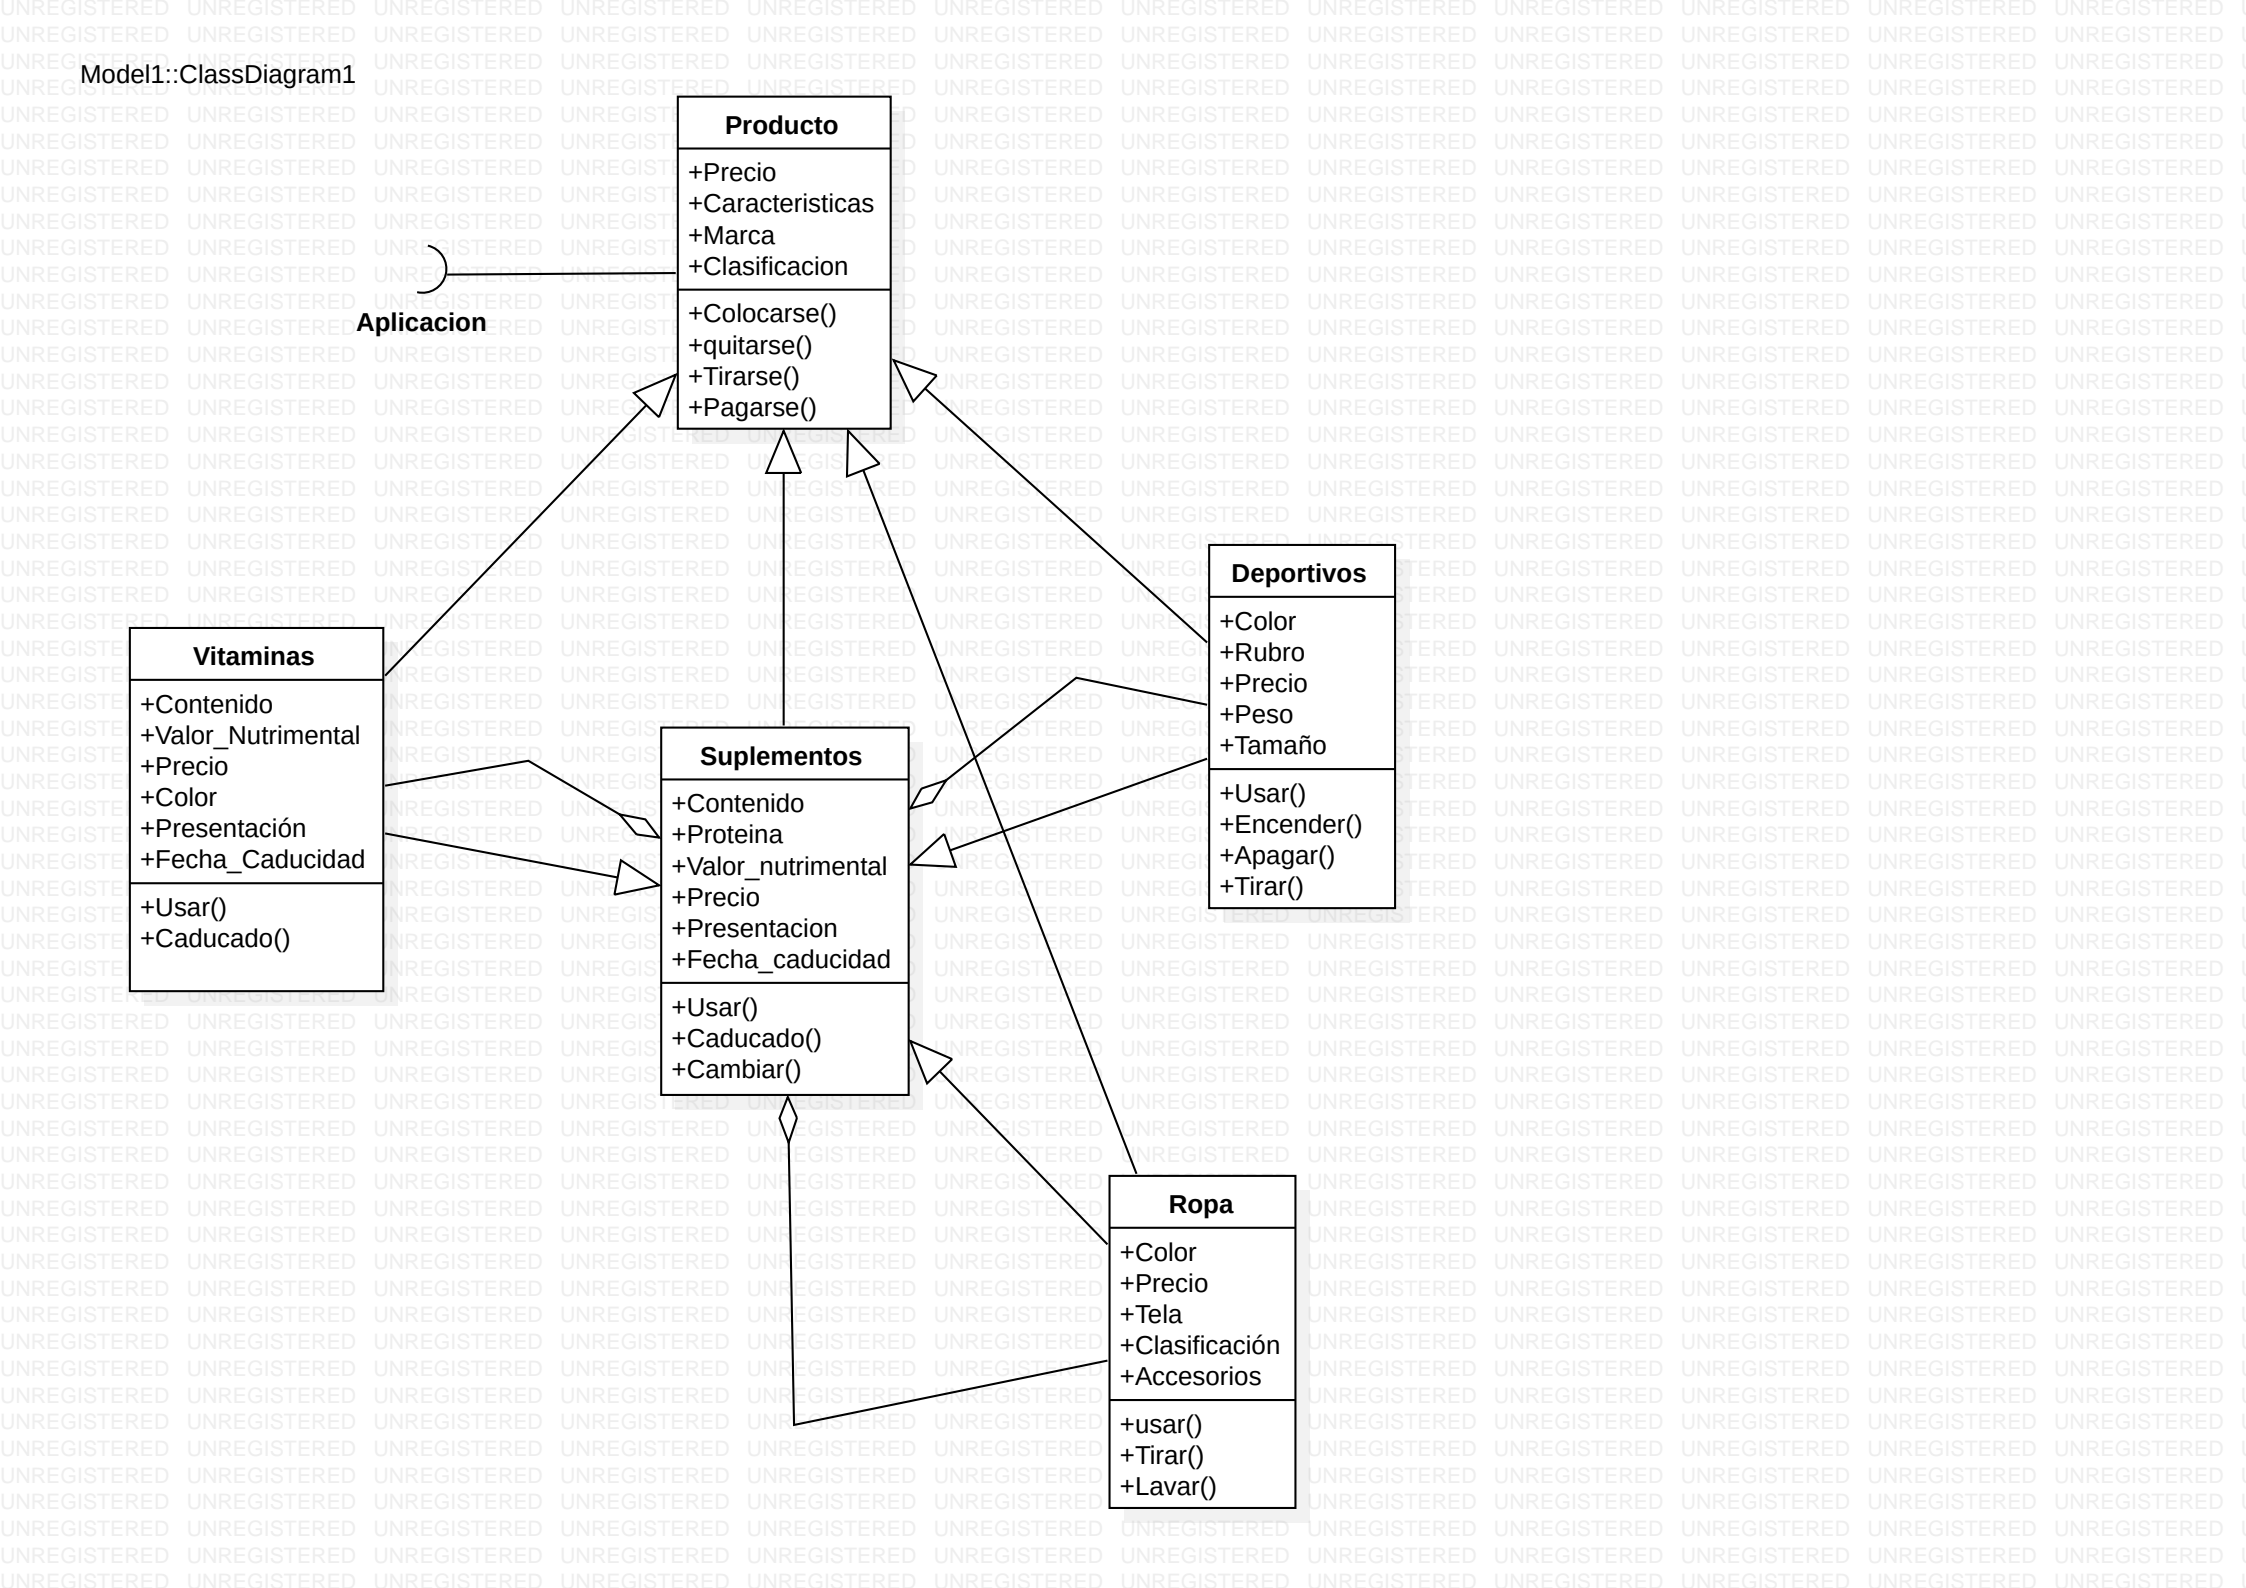 Model1::ClassDiagram1
Producto
+Precio
+Caracteristicas
+Marca
+Clasificacion
+Colocarse()
+quitarse()
+Tirarse()
+Pagarse()
Aplicacion
Vitaminas
+Contenido
+Valor_Nutrimental
+Precio
+Color
+Presentación
+Fecha_Caducidad
+Usar()
+Caducado()
Suplementos
+Contenido
+Proteina
+Valor_nutrimental
+Precio
+Presentacion
+Fecha_caducidad
+Usar()
+Caducado()
+Cambiar()
Deportivos
+Color
+Rubro
+Precio
+Peso
+Tamaño
+Usar()
+Encender()
+Apagar()
+Tirar()
Ropa
+Color
+Precio
+Tela
+Clasificación
+Accesorios
+usar()
+Tirar()
+Lavar()
UNREGISTERED